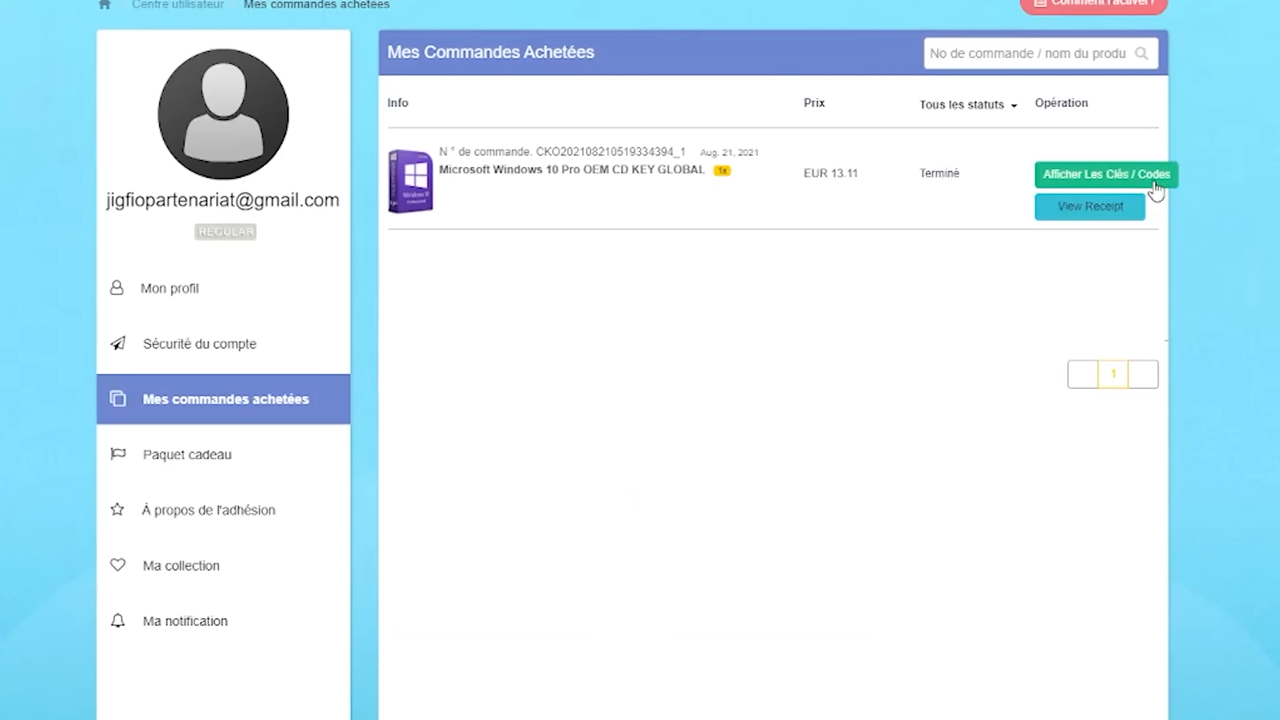 Centre utilisateur Mes commandes achetées
Comment l'activer?
jigfiopartenariat@gmail.com
REGULAR
Mon profil
Sécurité du compte
Mes commandes achetées
Paquet cadeau
À propos de l'adhésion
Ma collection
Ma notification
Mes Commandes Achetées
No de commande / nom du produ
Info Prix Tous les statuts Opération
N ° de commande. CKO202108210519334394_1 Aug. 21, 2021
Microsoft Windows 10 Pro OEM CD KEY GLOBAL 1x
EUR 13.11 Terminé
Afficher Les Clés / Codes
View Receipt
1